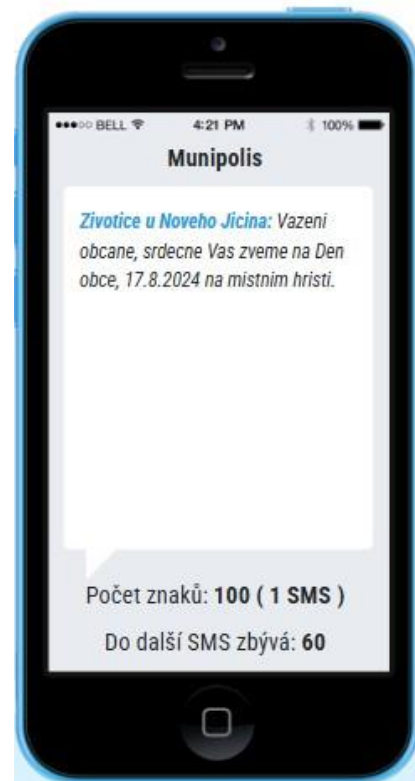 BELL 4:21 PM 100%
Munipolis
Zivotice u Noveho Jicina: Vazeni
obcane, srdecne Vas zveme na Den
obce, 17.8.2024 na mistnim hristi.
Počet znaků: 100 ( 1 SMS )
Do další SMS zbývá: 60